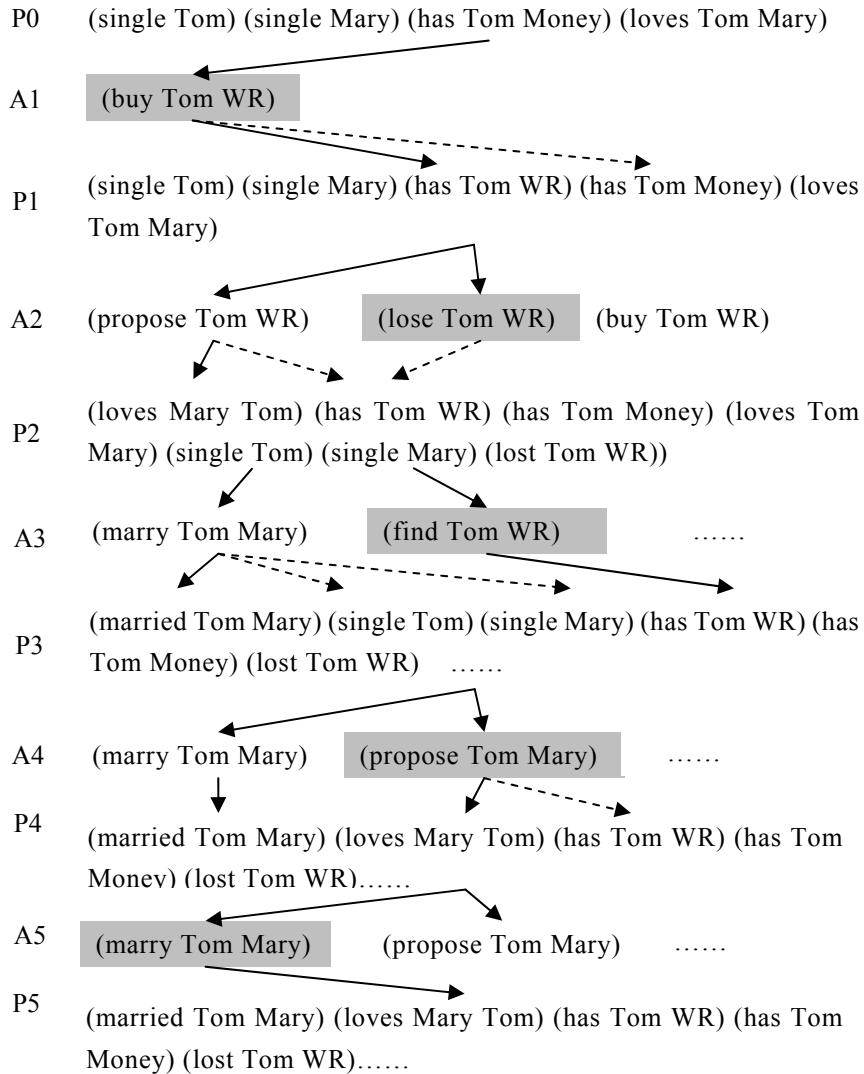 P0 (single Tom) (single Mary) (has Tom Money) (loves Tom Mary)
A1 (buy Tom WR)
P1 (single Tom) (single Mary) (has Tom WR) (has Tom Money) (loves
Tom Mary)
A2 (propose Tom WR) (lose Tom WR) (buy Tom WR)
P2 (loves Mary Tom) (has Tom WR) (has Tom Money) (loves Tom
Mary) (single Tom) (single Mary) (lost Tom WR))
A3 (marry Tom Mary) (find Tom WR) ……
P3 (married Tom Mary) (single Tom) (single Mary) (has Tom WR) (has
Tom Money) (lost Tom WR) ……
A4 (marry Tom Mary) (propose Tom Mary) ……
P4 (married Tom Mary) (loves Mary Tom) (has Tom WR) (has Tom
Money) (lost Tom WR)……
A5 (marry Tom Mary) (propose Tom Mary) ……
P5 (married Tom Mary) (loves Mary Tom) (has Tom WR) (has Tom
Money) (lost Tom WR)……